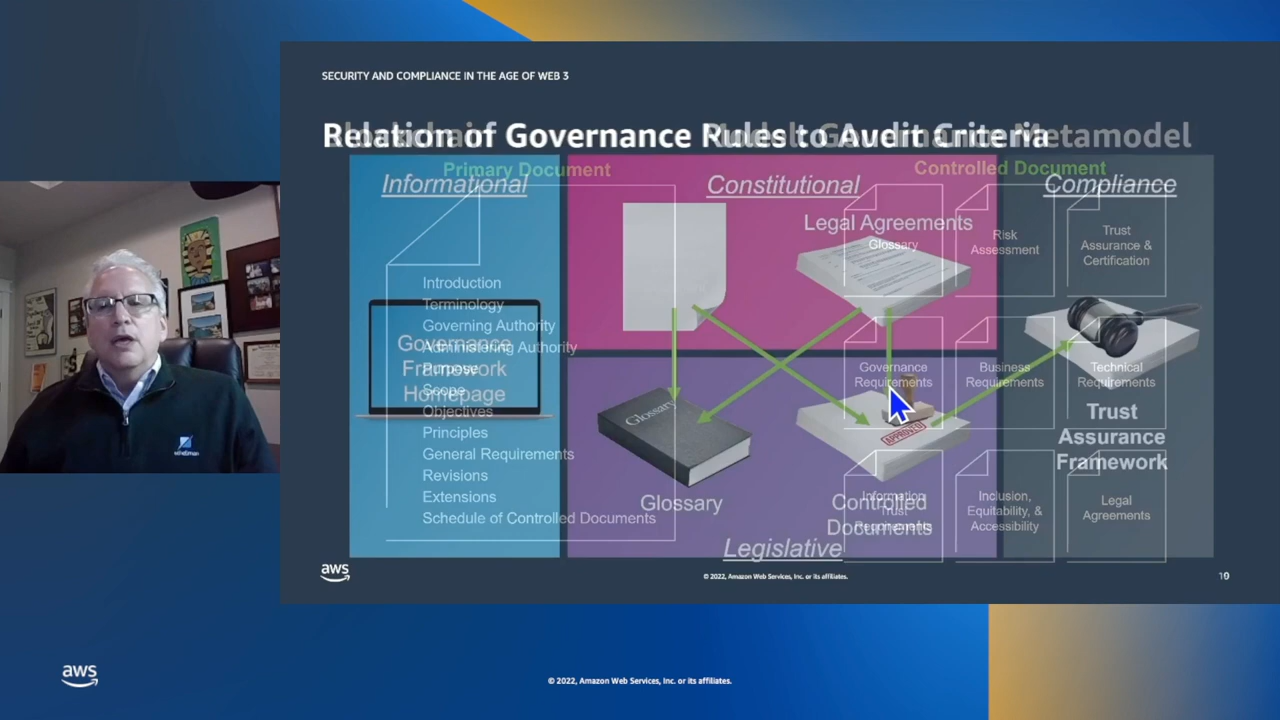 SECURITY AND COMPLIANCE IN THE AGE OF WEB 3
Relation of Governance Rules to Audit Criteria
Metamodel
Primary Document
Controlled Document
Informational
Constitutional
Compliance
Legal Agreements
Glossary
Risk
Assessment
Trust
Assurance &
Certification
Introduction
Terminology
Governing Authority
Administering Authority
Purpose
Scope
Objectives
Principles
General Requirements
Revisions
Extensions
Schedule of Controlled Documents
Governance
Framework
Homepage
Governance
Requirements
Business
Requirements
Technical
Requirements
Glossary
APPROVED
Trust
Assurance
Framework
Glossary
Controlled
Documents
Information
Trust
Requirements
Inclusion,
Equitability, &
Accessibility
Legal
Agreements
Legislative
aws
© 2022, Amazon Web Services, Inc. or its affiliates.
aws
© 2022, Amazon Web Services, Inc. or its affiliates.